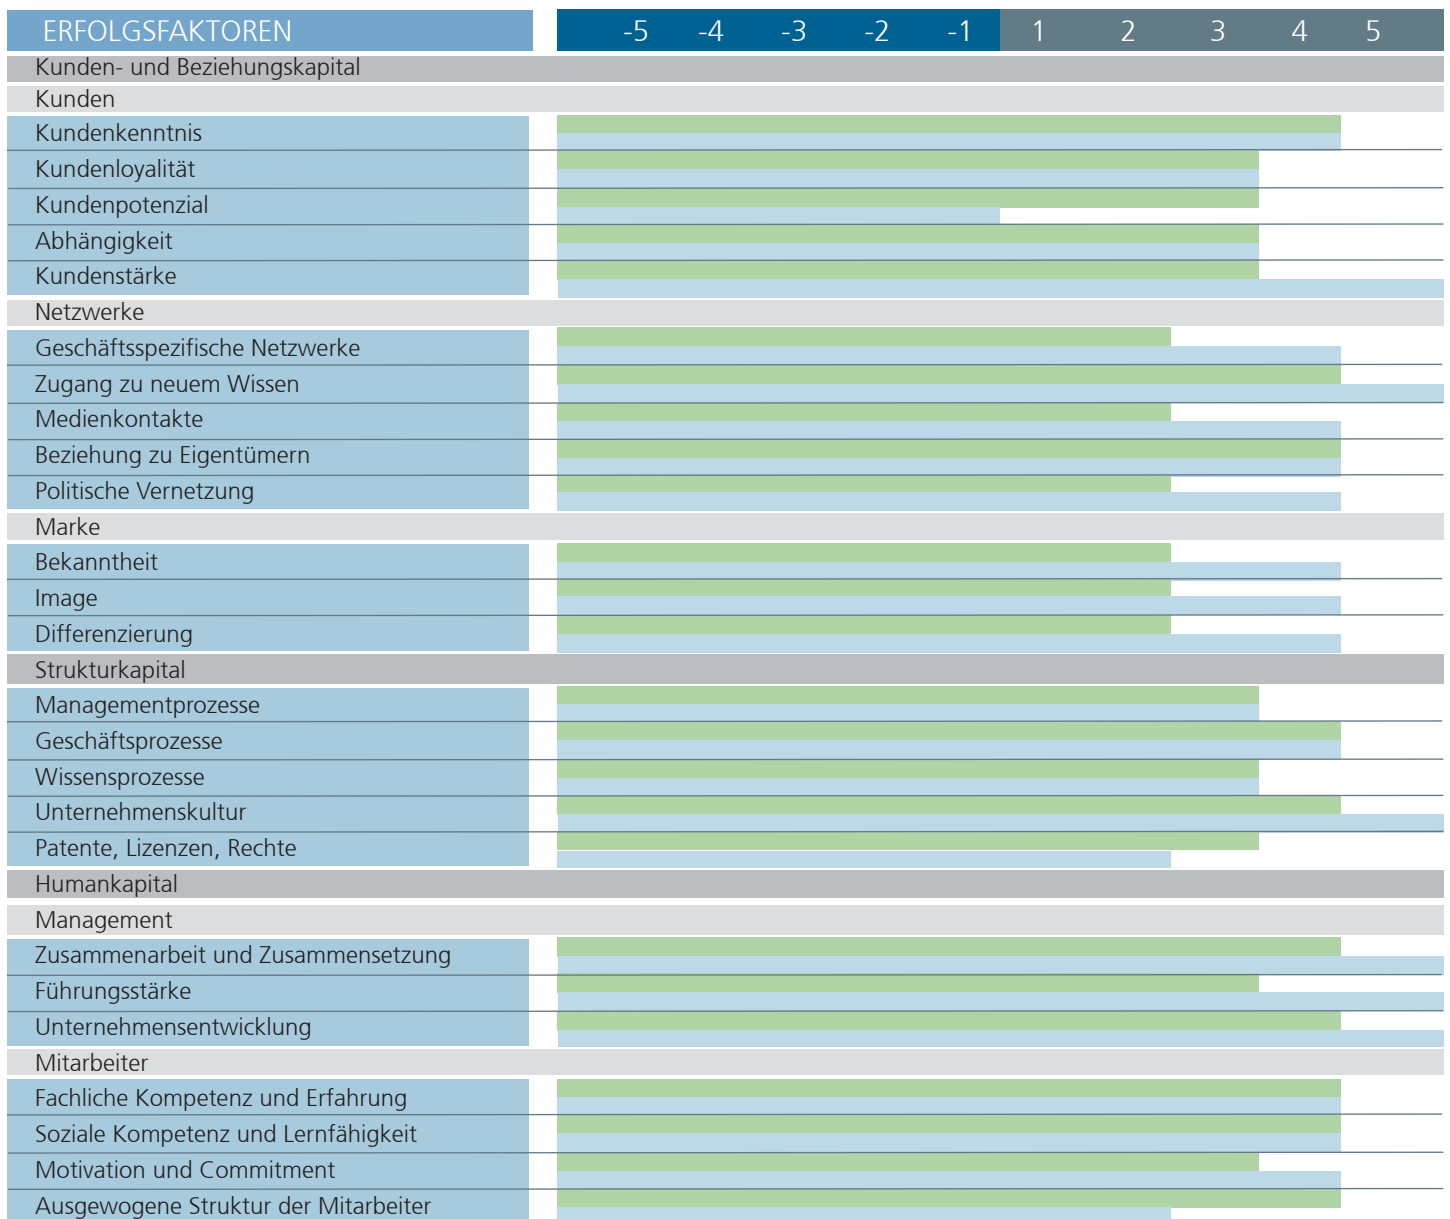 ERFOLGSFAKTOREN -5 -4 -3 -2 -1 1 2 3 4 5
Kunden- und Beziehungskapital
Kunden
Kundenkenntnis
Kundenloyalität
Kundenpotenzial
Abhängigkeit
Kundenstärke
Netzwerke
Geschäftsspezifische Netzwerke
Zugang zu neuem Wissen
Medienkontakte
Beziehung zu Eigentümern
Politische Vernetzung
Marke
Bekanntheit
Image
Differenzierung
Strukturkapital
Managementprozesse
Geschäftsprozesse
Wissensprozesse
Unternehmenskultur
Patente, Lizenzen, Rechte
Humankapital
Management
Zusammenarbeit und Zusammensetzung
Führungsstärke
Unternehmensentwicklung
Mitarbeiter
Fachliche Kompetenz und Erfahrung
Soziale Kompetenz und Lernfähigkeit
Motivation und Commitment
Ausgewogene Struktur der Mitarbeiter